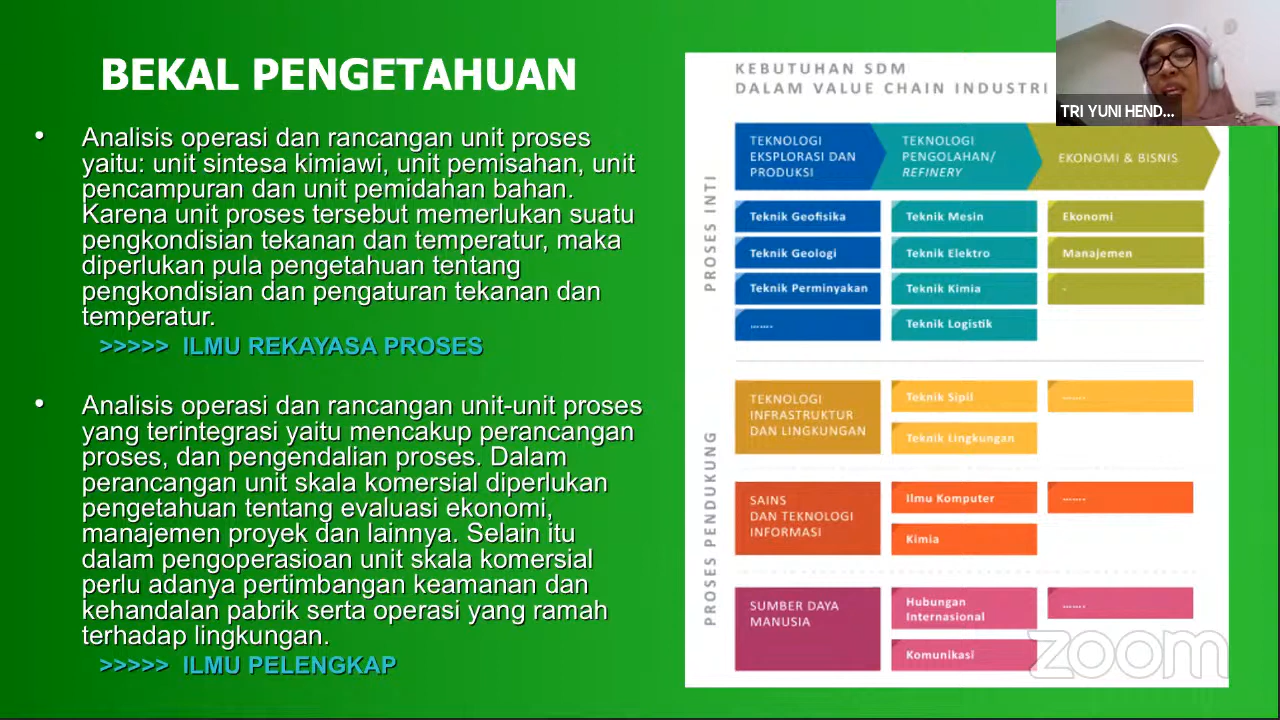 BEKAL PENGETAHUAN
• Analisis operasi dan rancangan unit proses
yaitu: unit sintesa kimiawi, unit pemisahan, unit
pencampuran dan unit pemidahan bahan.
Karena unit proses tersebut memerlukan suatu
pengkondisian tekanan dan temperatur, maka
diperlukan pula pengetahuan tentang
pengkondisian dan pengaturan tekanan dan
temperatur.
>>>>> ILMU REKAYASA PROSES
• Analisis operasi dan rancangan unit-unit proses
yang terintegrasi yaitu mencakup perancangan
proses, dan pengendalian proses. Dalam
perancangan unit skala komersial diperlukan
pengetahuan tentang evaluasi ekonomi,
manajemen proyek dan lainnya. Selain itu
dalam pengoperasioan unit skala komersial
perlu adanya pertimbangan keamanan dan
kehandalan pabrik serta operasi yang ramah
terhadap lingkungan.
>>>>> ILMU PELENGKAP
KEBUTUHAN SDM
DALAM VALUE CHAIN INDUSTRI
TRI YUNI HEND...
PROSES INTI
TEKNOLOGI
EKSPLORASI DAN
PRODUKSI
TEKNOLOGI
PENGOLAHAN/
REFINERY
EKONOMI & BISNIS
Teknik Geofisika
Teknik Mesin
Ekonomi
Teknik Geologi
Teknik Elektro
Manajemen
Teknik Perminyakan
Teknik Kimia
-
.......
Teknik Logistik
PROSES PENDUKUNG
TEKNOLOGI
INFRASTRUKTUR
DAN LINGKUNGAN
Teknik Sipil
.......
Teknik Lingkungan
SAINS
DAN TEKNOLOGI
INFORMASI
Ilmu Komputer
.......
Kimia
SUMBER DAYA
MANUSIA
Hubungan
Internasional
.......
Komunikasi
zoom